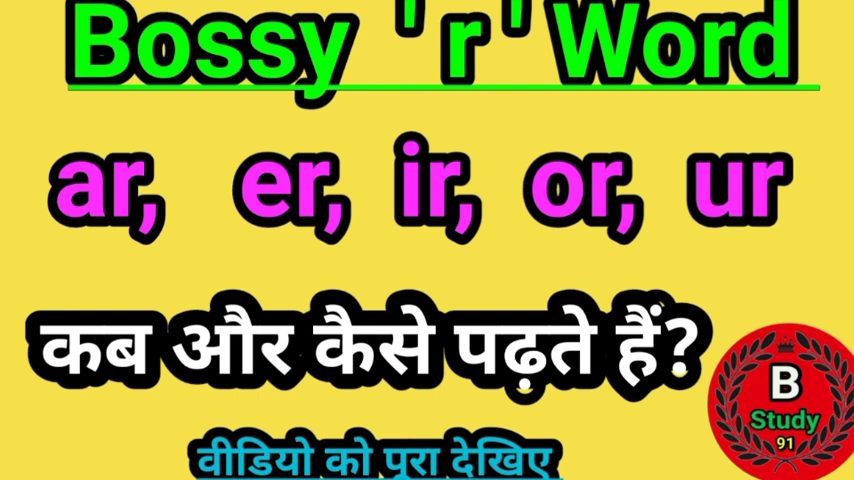 Bossy 'r' Word
ar, er, ir, or, ur
कब और कैसे पढ़ते हैं?
B
Study
91
वीडियो को पूरा देखिए